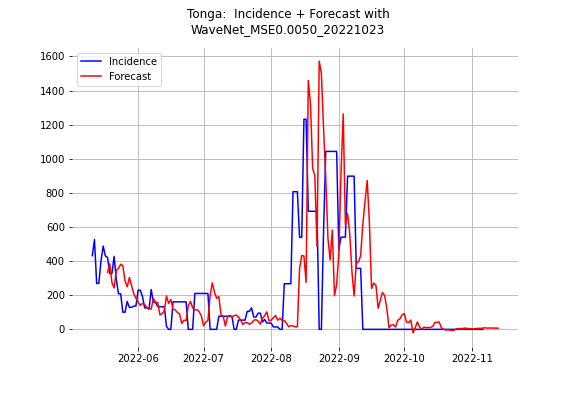 Tonga:  Incidence + Forecast with
WaveNet_MSE0.0050_20221023
Incidence
Forecast
1600
1400
1200
1000
800
600
400
200
0
2022-06 2022-07 2022-08 2022-09 2022-10 2022-11